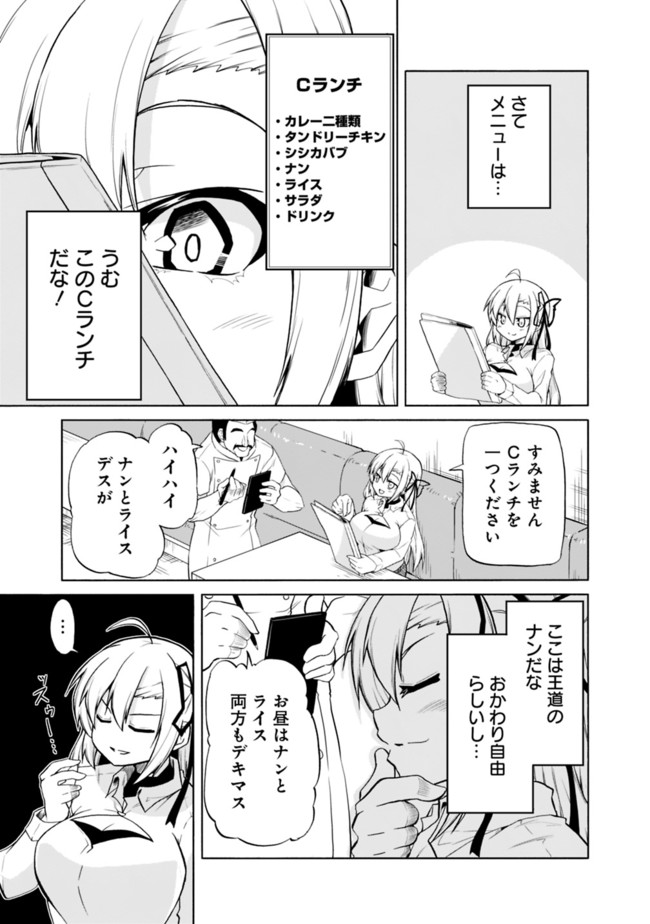 さて
メニューは…
Cランチ
・カレー二種類
・タンドリーチキン
・シシカバブ
・ナン
・ライス
・サラダ
・ドリンク
うむ
このCランチ
だな!
すみません
Cランチを
一つください
ハイハイ
ナンとライス
デスが
ここは王道の
ナンだな
おかわり自由
らしいし…
お昼はナンと
ライス
両方もデキマス
…
ッスゥー…